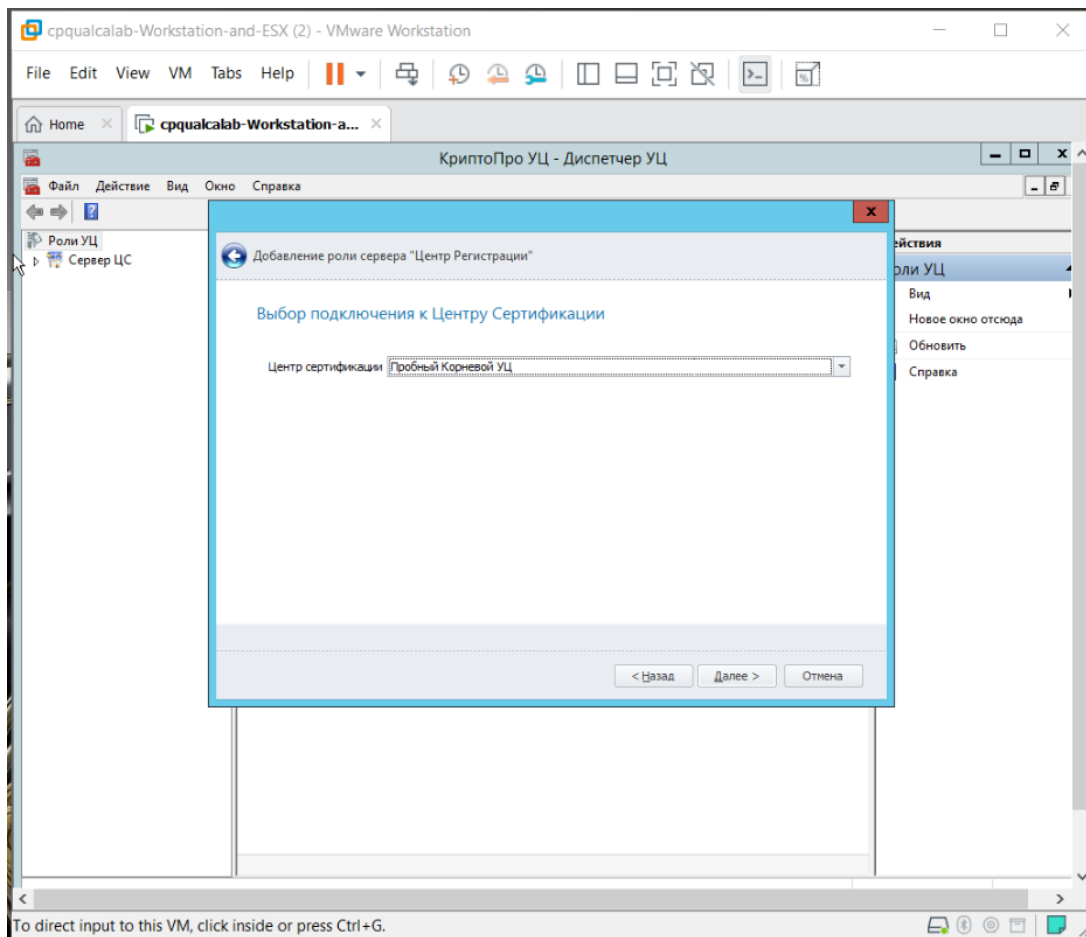 cpqualcalab-Workstation-and-ESX (2) - VMware Workstation
File Edit View VM Tabs Help
Home
cpqualcalab-Workstation-a...
КриптоПро УЦ - Диспетчер УЦ
Файл Действие Вид Окно Справка
Роли УЦ
Сервер ЦС
Добавление роли сервера "Центр Регистрации"
Выбор подключения к Центру Сертификации
Центр сертификации Пробный Корневой УЦ
< Назад Далее > Отмена
ействия
оли УЦ
Вид
Новое окно отсюда
Обновить
Справка
To direct input to this VM, click inside or press Ctrl+G.